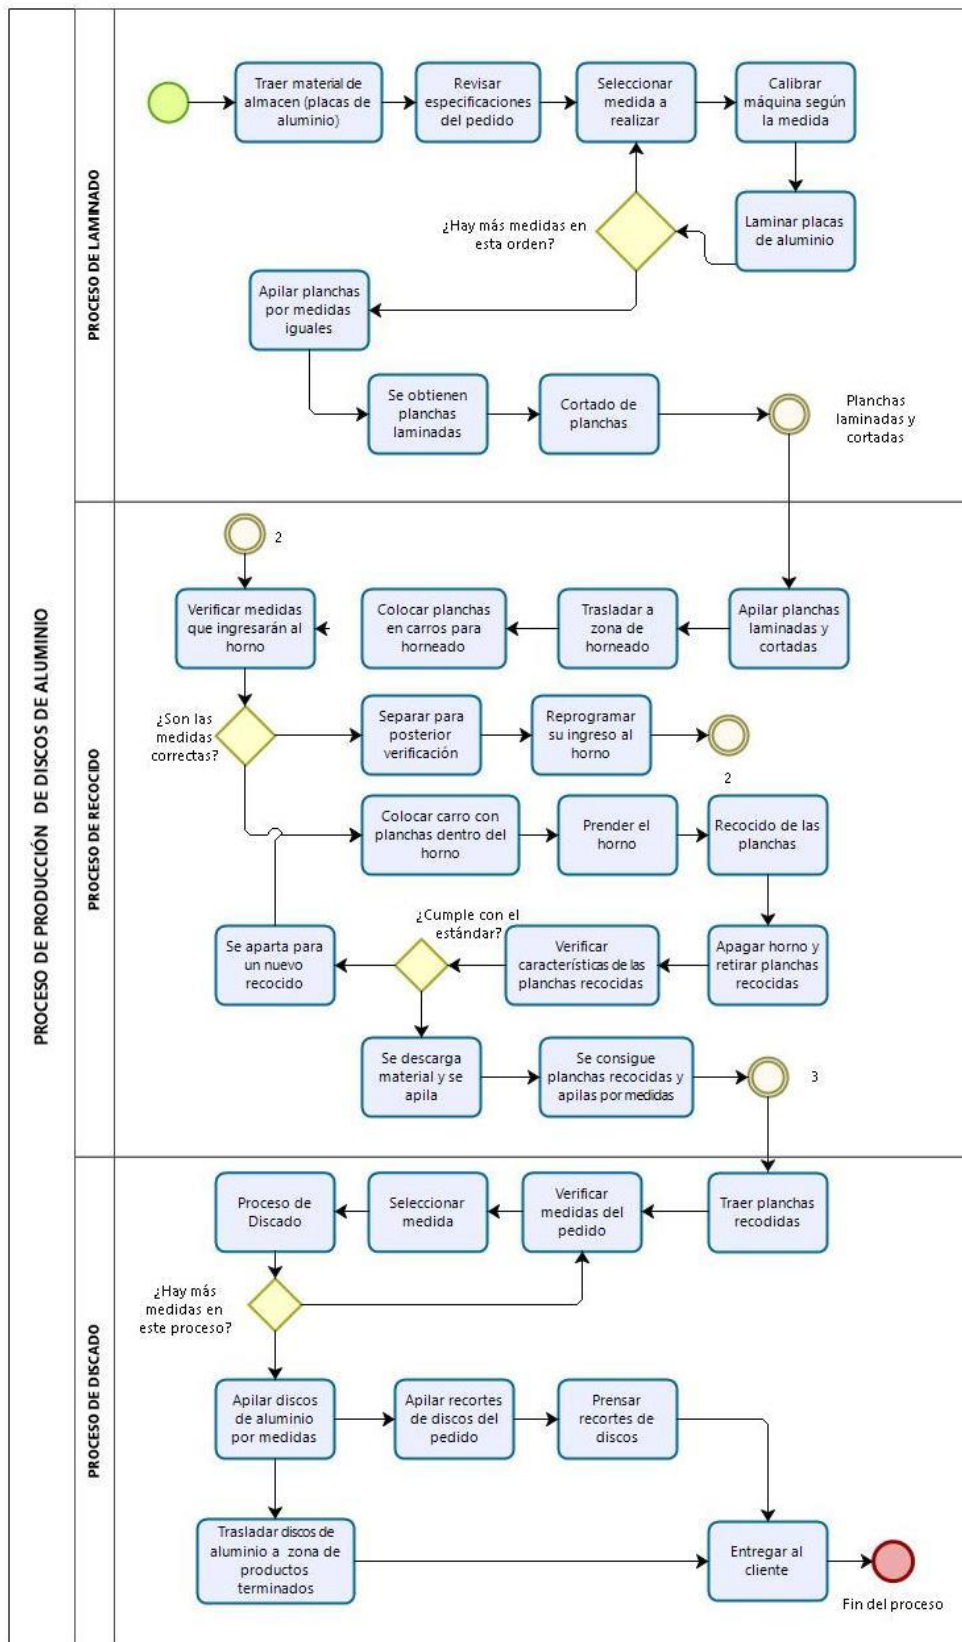 PROCESO DE PRODUCCIÓN DE DISCOS DE ALUMINIO
PROCESO DE LAMINADO
Traer material de
almacen (placas de
aluminio)
Revisar
especificaciones
del pedido
Seleccionar
medida a
realizar
Calibrar
máquina según
la medida
Laminar placas
de aluminio
¿Hay más medidas en
esta orden?
Apilar planchas
por medidas
iguales
Se obtienen
planchas
laminadas
Cortado de
planchas
Planchas
laminadas y
cortadas
PROCESO DE RECOCIDO
2
Verificar medidas
que ingresarán al
horno
Colocar planchas
en carros para
horneado
Trasladar a
zona de
horneado
Apilar planchas
laminadas y
cortadas
¿Son las
medidas
correctas?
Separar para
posterior
verificación
Reprogramar
su ingreso al
horno
2
Colocar carro con
planchas dentro del
horno
Prender el
horno
Recocido de las
planchas
¿Cumple con el
estándar?
Se aparta para
un nuevo
recocido
Verificar
características de las
planchas recocidas
Apagar horno y
retirar planchas
recocidas
Se descarga
material y se
apila
Se consigue
planchas recocidas y
apilas por medidas
3
PROCESO DE DISCADO
Proceso de
Discado
Seleccionar
medida
Verificar
medidas del
pedido
Traer planchas
recodidas
¿Hay más
medidas en
este proceso?
Apilar discos
de aluminio
por medidas
Apilar recortes
de discos del
pedido
Prensar
recortes de
discos
Trasladar discos de
aluminio a zona de
productos
terminados
Entregar al
cliente
Fin del proceso